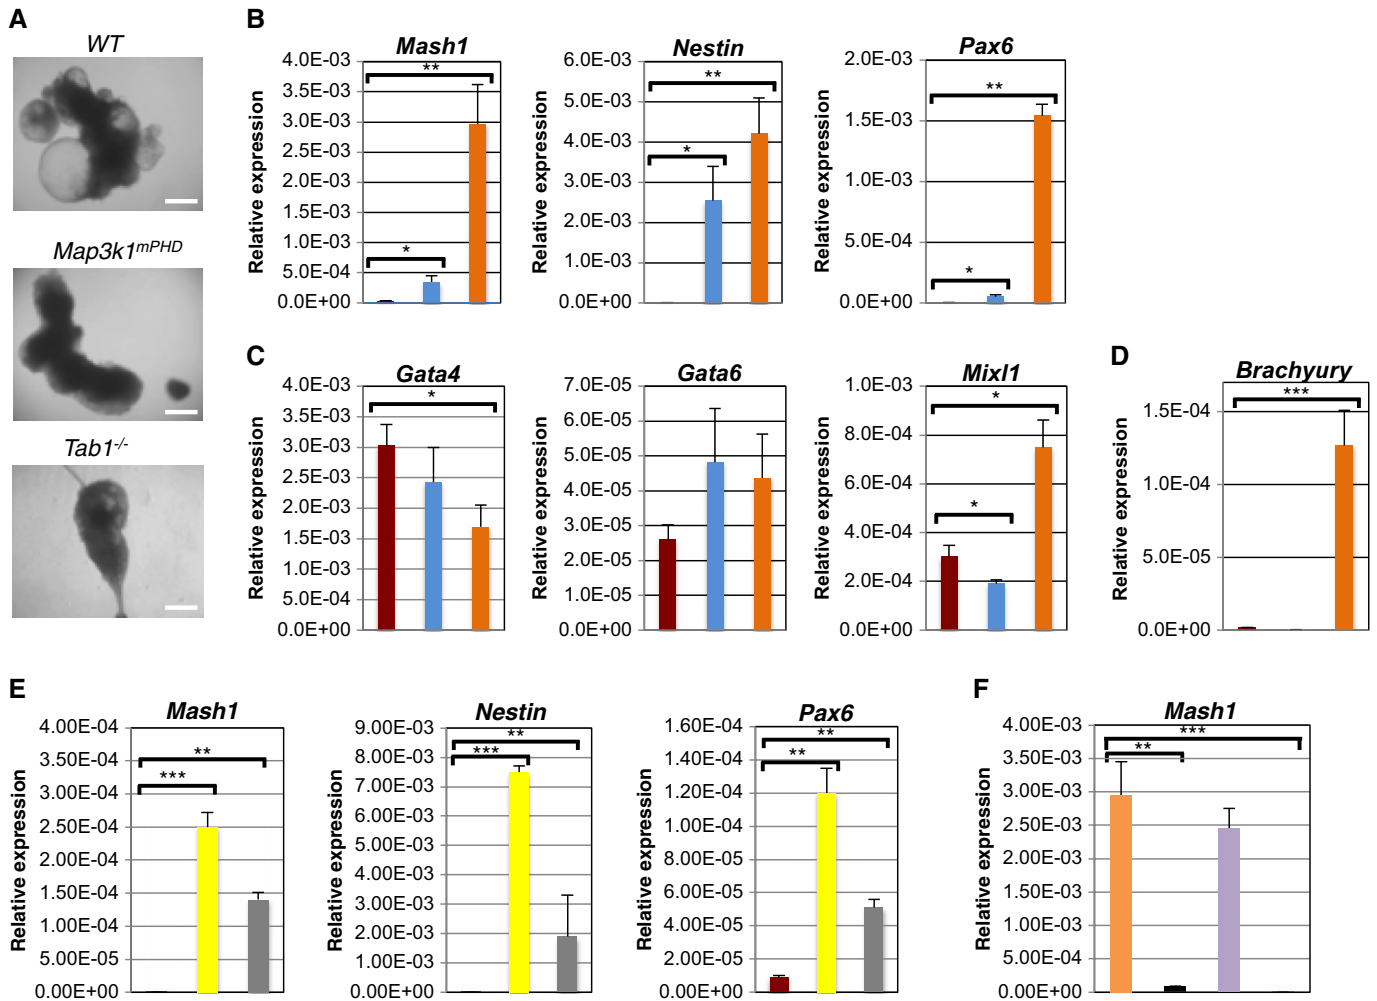 A
WT
Map3k1mPHD
Tab1-/-
B
Mash1
Relative expression
4.0E-03
3.5E-03
3.0E-03
2.5E-03
2.0E-03
1.5E-03
1.0E-03
5.0E-04
0.0E+00
**
*
Nestin
Relative expression
6.0E-03
5.0E-03
4.0E-03
3.0E-03
2.0E-03
1.0E-03
0.0E+00
**
*
Pax6
Relative expression
2.0E-03
1.5E-03
1.0E-03
5.0E-04
0.0E+00
**
*
C
Gata4
Relative expression
4.0E-03
3.5E-03
3.0E-03
2.5E-03
2.0E-03
1.5E-03
1.0E-03
5.0E-04
0.0E+00
*
Gata6
Relative expression
7.0E-05
6.0E-05
5.0E-05
4.0E-05
3.0E-05
2.0E-05
1.0E-05
0.0E+00
Mixl1
Relative expression
1.0E-03
8.0E-04
6.0E-04
4.0E-04
2.0E-04
0.0E+00
*
*
D
Brachyury
Relative expression
1.5E-04
1.0E-04
5.0E-05
0.0E+00
***
E
Mash1
Relative expression
4.00E-04
3.50E-04
3.00E-04
2.50E-04
2.00E-04
1.50E-04
1.00E-04
5.00E-05
0.00E+00
**
***
Nestin
Relative expression
9.00E-03
8.00E-03
7.00E-03
6.00E-03
5.00E-03
4.00E-03
3.00E-03
2.00E-03
1.00E-03
0.00E+00
**
***
Pax6
Relative expression
1.60E-04
1.40E-04
1.20E-04
1.00E-04
8.00E-05
6.00E-05
4.00E-05
2.00E-05
0.00E+00
**
**
F
Mash1
Relative expression
4.00E-03
3.50E-03
3.00E-03
2.50E-03
2.00E-03
1.50E-03
1.00E-03
5.00E-04
0.00E+00
***
**